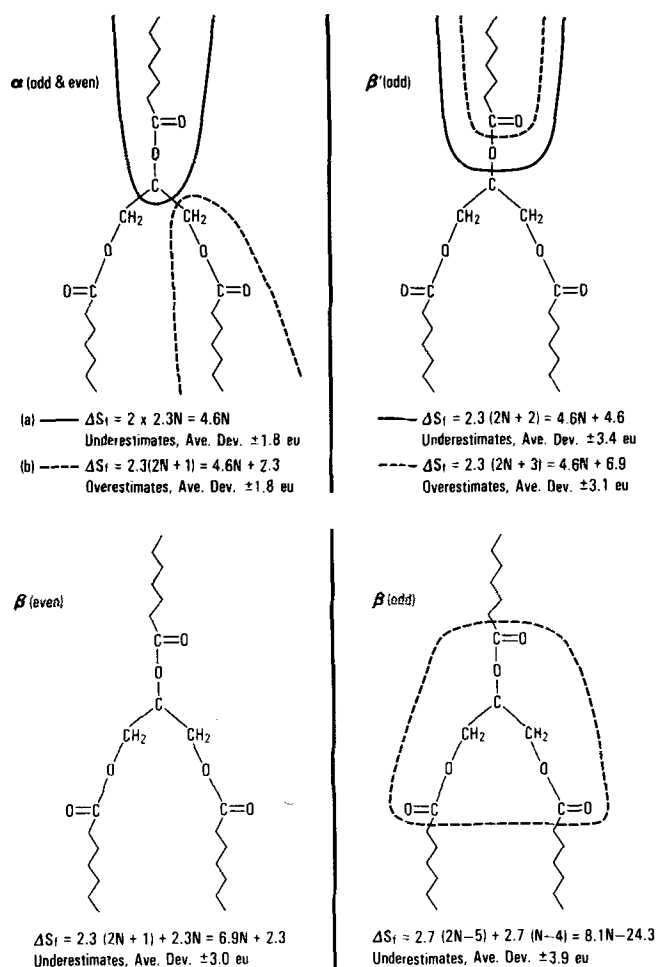 α (odd & even)
C=O
O
C
CH₂ CH₂
O O
O=C C=O
(a) —— ΔSf = 2 x 2.3N = 4.6N
Underestimates, Ave. Dev. ±1.8 eu
(b) ---- ΔSf = 2.3(2N + 1) = 4.6N + 2.3
Overestimates, Ave. Dev. ±1.8 eu
β'(odd)
C=O
O
C
CH₂ CH₂
O O
O=C C=O
—— ΔSf = 2.3 (2N + 2) = 4.6N + 4.6
Underestimates, Ave. Dev. ±3.4 eu
---- ΔSf = 2.3 (2N + 3) = 4.6N + 6.9
Overestimates, Ave. Dev. ±3.1 eu
β (even)
C=O
O
C
CH₂ CH₂
O O
O=C C=O
ΔSf = 2.3 (2N + 1) + 2.3N = 6.9N + 2.3
Underestimates, Ave. Dev. ±3.0 eu
β (odd)
C=O
O
C
CH₂ CH₂
O O
O=C C=O
ΔSf = 2.7 (2N−5) + 2.7 (N−4) = 8.1N−24.3
Underestimates, Ave. Dev. ±3.9 eu